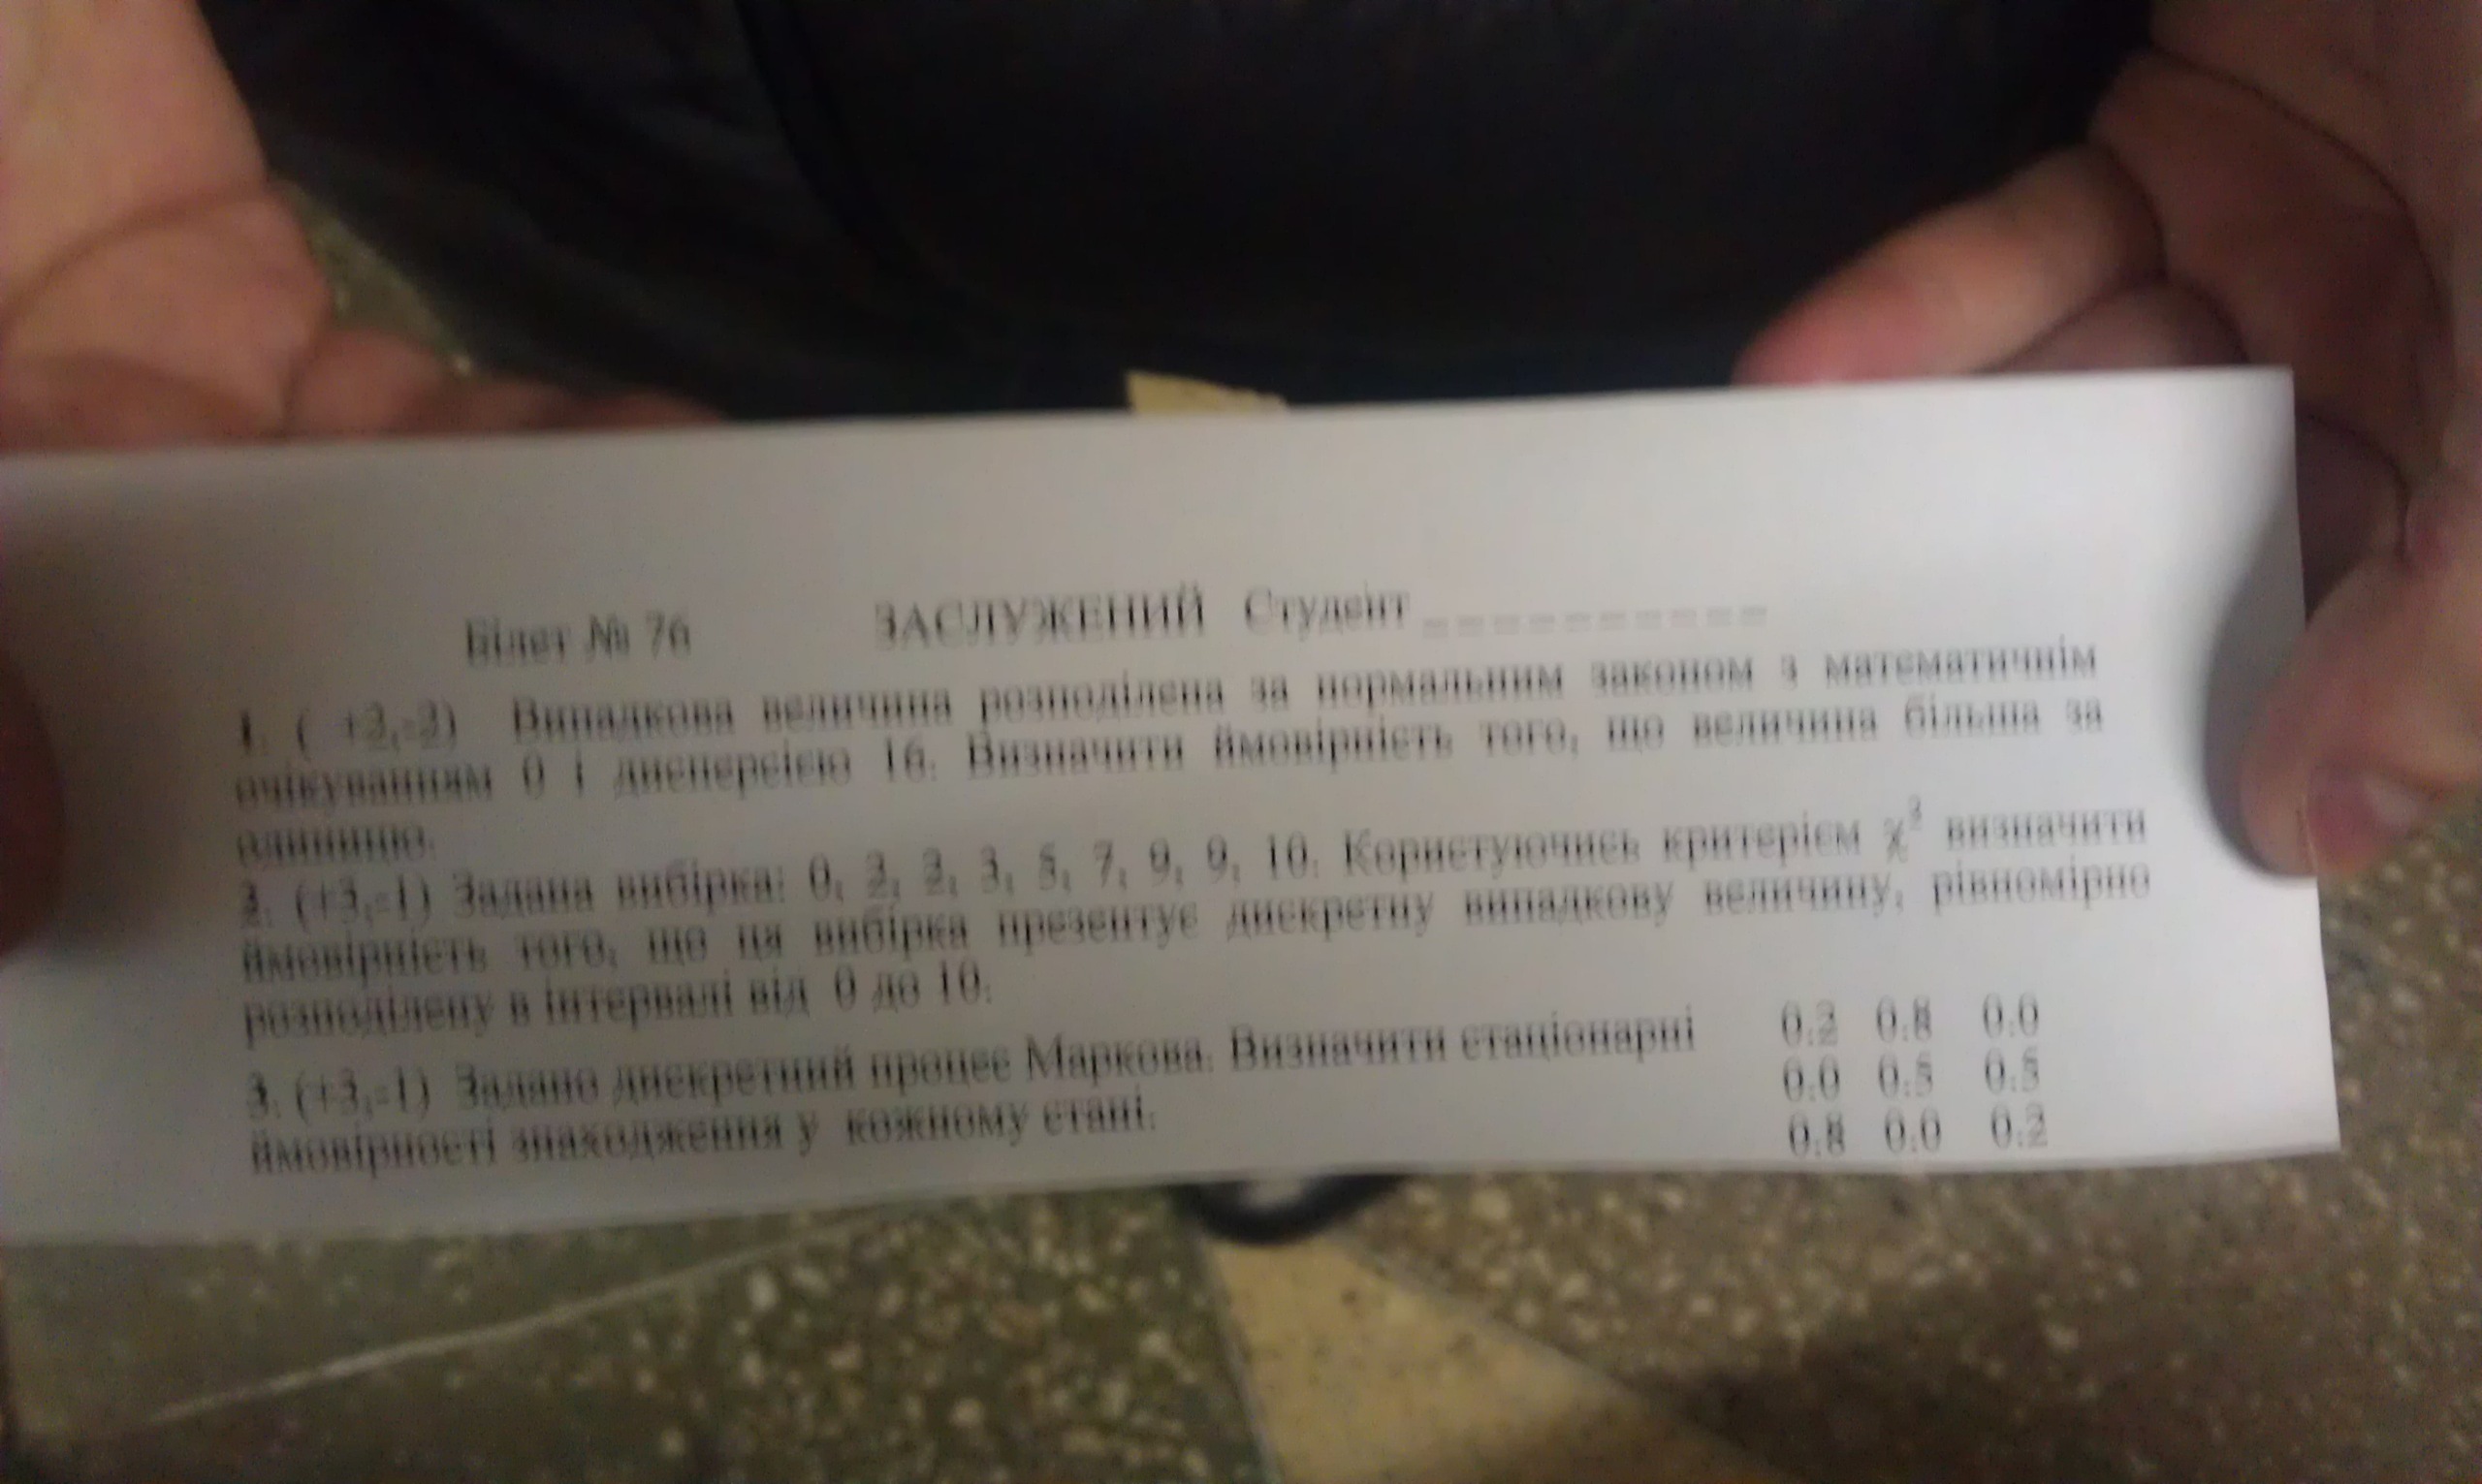 Білет № 76 ЗАСЛУЖЕНИЙ Студент __________
1. ( +2,-2) Випадкова величина розподілена за нормальним законом з математичнім
очікуванням 0 і дисперсією 16. Визначити ймовірність того, що величина більша за
одиницю.
2. (+3,-1) Задана вибірка: 0, 2, 2, 3, 5, 7, 9, 9, 10. Користуючись критерієм χ² визначити
ймовірність того, що ця вибірка презентує дискретну випадкову величину, рівномірно
розподілену в інтервалі від 0 до 10.
3. (+3,-1) Задано дискретний процес Маркова. Визначити стаціонарні
ймовірності знаходження у кожному стані.
0.2 0.8 0.0
0.0 0.5 0.5
0.8 0.0 0.2